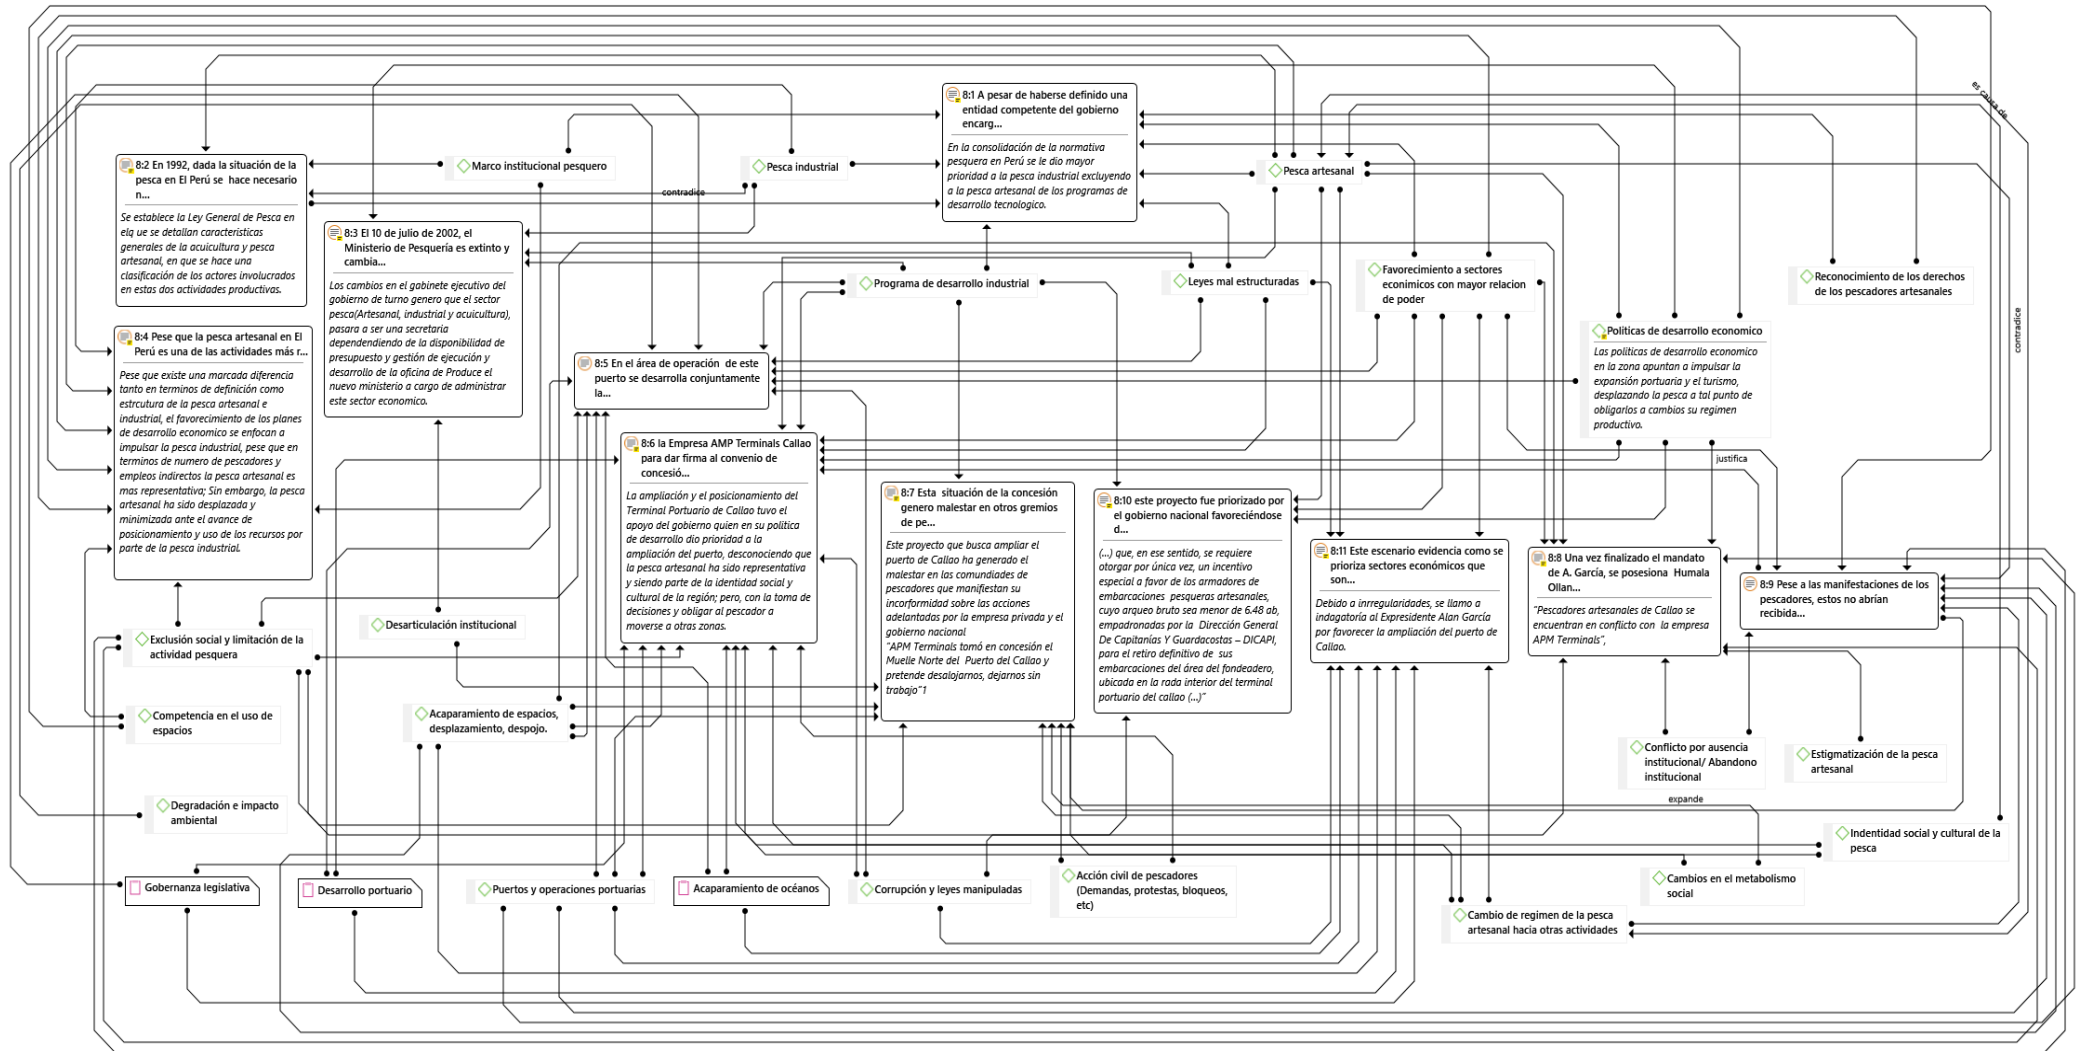 es causa de
8:1 A pesar de haberse definido una
entidad competente del gobierno
encarg...
En la consolidación de la normativa
pesquera en Perú se le dio mayor
prioridad a la pesca industrial excluyendo
a la pesca artesanal de los programas de
desarrollo tecnologico.
8:2 En 1992, dada la situación de la
pesca en El Perú se hace necesario
n...
Se establece la Ley General de Pesca en
elq ue se detallan caracteristicas
generales de la acuicultura y pesca
artesanal, en que se hace una
clasificación de los actores involucrados
en estas dos actividades productivas.
Marco institucional pesquero
Pesca industrial
contradice
Pesca artesanal
8:3 El 10 de julio de 2002, el
Ministerio de Pesquería es extinto y
cambia...
Los cambios en el gabinete ejecutivo del
gobierno de turno genero que el sector
pesca(Artesanal, industrial y acuicultura),
pasara a ser una secretaria
dependendiendo de la disponibilidad de
presupuesto y gestión de ejecución y
desarrollo de la oficina de Produce el
nuevo ministerio a cargo de administrar
este sector economico.
Programa de desarrollo industrial
Leyes mal estructuradas
Favorecimiento a sectores
econimicos con mayor relacion
de poder
Reconocimiento de los derechos
de los pescadores artesanales
contradice
8:4 Pese que la pesca artesanal en El
Perú es una de las actividades más r...
Pese que existe una marcada diferencia
tanto en terminos de definición como
estrcutura de la pesca artesanal e
industrial, el favorecimiento de los planes
de desarrollo economico se enfocan a
impulsar la pesca industrial, pese que en
terminos de numero de pescadores y
empleos indirectos la pesca artesanal es
mas representativa; Sin embargo, la pesca
artesanal ha sido desplazada y
minimizada ante el avance de
posicionamiento y uso de los recursos por
parte de la pesca industrial.
8:5 En el área de operación de este
puerto se desarrolla conjuntamente
la...
Politicas de desarrollo economico
Las politicas de desarrollo economico
en la zona apuntan a impulsar la
expansión portuaria y el turismo,
desplazando la pesca a tal punto de
obligarlos a cambios su regimen
productivo.
justifica
8:6 la Empresa AMP Terminals Callao
para dar firma al convenio de
concesió...
La ampliación y el posicionamiento del
Terminal Portuario de Callao tuvo el
apoyo del gobierno quien en su politica
de desarrollo dio prioridad a la
ampliación del puerto, desconociendo que
la pesca artesanal ha sido representativa
y siendo parte de la identidad social y
cultural de la región; pero, con la toma de
decisiones y obligar al pescador a
moverse a otras zonas.
8:7 Esta situación de la concesión
genero malestar en otros gremios
de pe...
Este proyecto que busca ampliar el
puerto de Callao ha generado el
malestar en las comundiades de
pescadores que manifiestan su
incorformidad sobre las acciones
adelantadas por la empresa privada y el
gobierno nacional
"APM Terminals tomó en concesión el
Muelle Norte del Puerto del Callao y
pretende desalojarnos, dejarnos sin
trabajo"1
8:10 este proyecto fue priorizado por
el gobierno nacional favoreciéndose
d...
(...) que, en ese sentido, se requiere
otorgar por única vez, un incentivo
especial a favor de los armadores de
embarcaciones pesqueras artesanales,
cuyo arqueo bruto sea menor de 6.48 ab,
empadronadas por la Dirección General
De Capitanías Y Guardacostas – DICAPI,
para el retiro definitivo de sus
embarcaciones del área del fondeadero,
ubicada en la rada interior del terminal
portuario del callao (...)"
8:11 Este escenario evidencia como se
prioriza sectores económicos que
son...
Debido a inrregularidades, se llamo a
indagatoría al Expresidente Alan García
por favorecer la ampliación del puerto de
Callao.
8:8 Una vez finalizado el mandato
de A. García, se posesiona Humala
Ollan...
"Pescadores artesanales de Callao se
encuentran en conflicto con la empresa
APM Terminals",
8:9 Pese a las manifestaciones de los
pescadores, estos no abrían
recibida...
Exclusión social y limitación de la
actividad pesquera
Desarticulación institucional
Competencia en el uso de
espacios
Acaparamiento de espacios,
desplazamiento, despojo.
Conflicto por ausencia
institucional/ Abandono
institucional
Estigmatización de la pesca
artesanal
expande
Degradación e impacto
ambiental
Indentidad social y cultural de la
pesca
Gobernanza legislativa
Desarrollo portuario
Puertos y operaciones portuarias
Acaparamiento de océanos
Corrupción y leyes manipuladas
Acción civil de pescadores
(Demandas, protestas, bloqueos,
etc)
Cambios en el metabolismo
social
Cambio de regimen de la pesca
artesanal hacia otras actividades